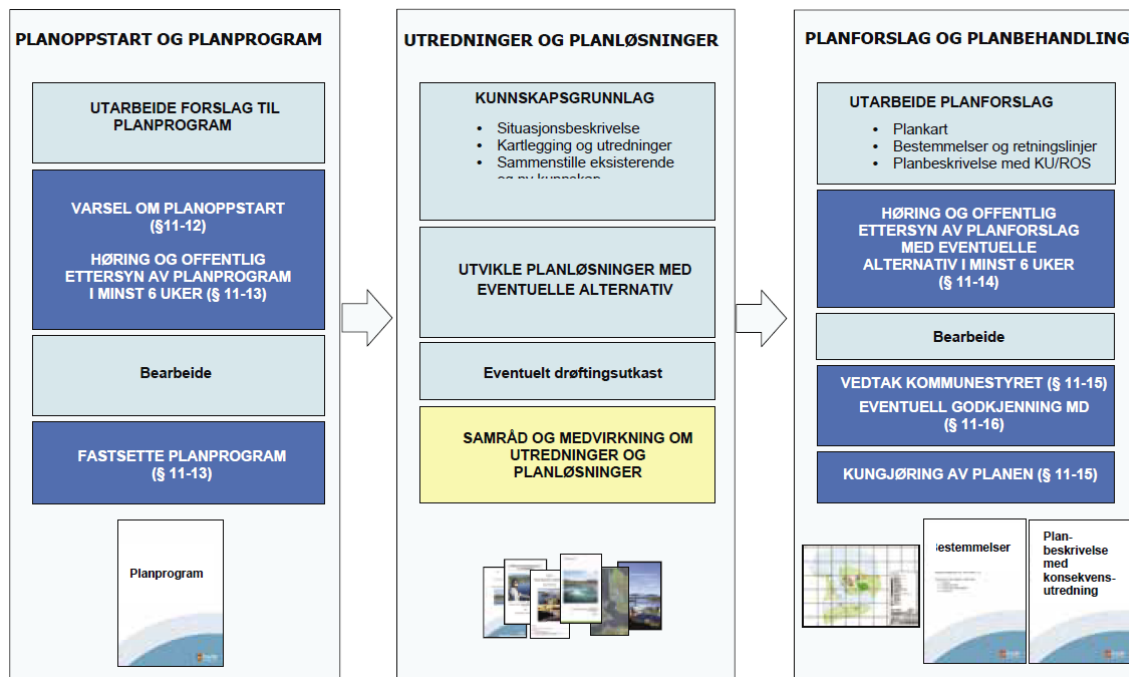 PLANOPPSTART OG PLANPROGRAM
UTARBEIDE FORSLAG TIL
PLANPROGRAM
VARSEL OM PLANOPPSTART
(§11-12)
HØRING OG OFFENTLIG
ETTERSYN AV PLANPROGRAM
I MINST 6 UKER (§ 11-13)
Bearbeide
FASTSETTE PLANPROGRAM
(§ 11-13)
Planprogram
UTREDNINGER OG PLANLØSNINGER
KUNNSKAPSGRUNNLAG
• Situasjonsbeskrivelse
• Kartlegging og utredninger
• Sammenstille eksisterende
og ny kunnskap
UTVIKLE PLANLØSNINGER MED
EVENTUELLE ALTERNATIV
Eventuelt drøftingsutkast
SAMRÅD OG MEDVIRKNING OM
UTREDNINGER OG
PLANLØSNINGER
PLANFORSLAG OG PLANBEHANDLING
UTARBEIDE PLANFORSLAG
• Plankart
• Bestemmelser og retningslinjer
• Planbeskrivelse med KU/ROS
HØRING OG OFFENTLIG
ETTERSYN AV PLANFORSLAG
MED EVENTUELLE
ALTERNATIV I MINST 6 UKER
(§ 11-14)
Bearbeide
VEDTAK KOMMUNESTYRET (§ 11-15)
EVENTUELL GODKJENNING MD
(§ 11-16)
KUNGJØRING AV PLANEN (§ 11-15)
Bestemmelser
Plan-
beskrivelse
med
konsekvens-
utredning